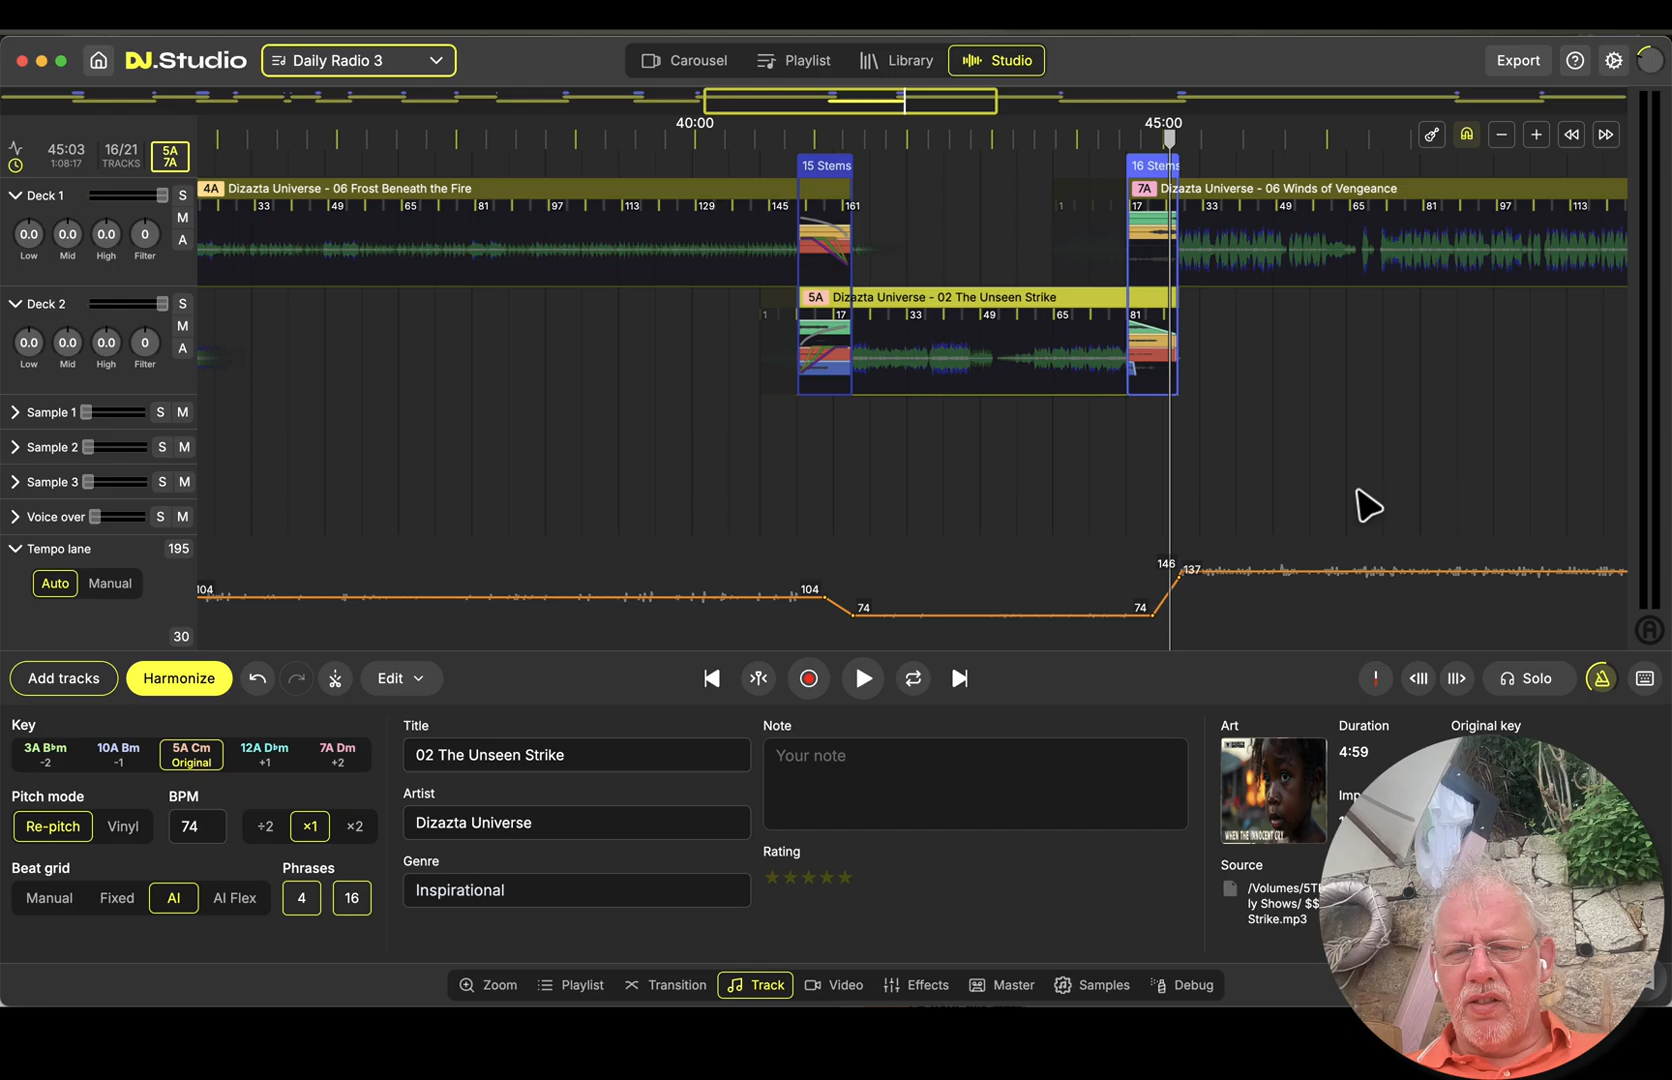 DJ.Studio
Daily Radio 3
Carousel
Playlist
Library
Studio
Export
40:00
45:00
45:03
1:08:17
16/21
TRACKS
5A
7A
15 Stems
16 Stems
Deck 1
S
M
A
0.0
0.0
0.0
0
Low
Mid
High
Filter
4A Dizazta Universe - 06 Frost Beneath the Fire
33 49 65 81 97 113 129 145 161
1
7A Dizazta Universe - 06 Winds of Vengeance
17 33 49 65 81 97 113
Deck 2
S
M
A
0.0
0.0
0.0
0
Low
Mid
High
Filter
5A Dizazta Universe - 02 The Unseen Strike
1 17 33 49 65 81
Sample 1 S M
Sample 2 S M
Sample 3 S M
Voice over S M
Tempo lane 195
Auto
Manual
30
104
104
74
74
146
137
Add tracks
Harmonize
Edit
Solo
Key
3A B♭m
-2
10A Bm
-1
5A Cm
Original
12A D♭m
+1
7A Dm
+2
Pitch mode
Re-pitch
Vinyl
BPM
74
÷2
×1
×2
Beat grid
Manual
Fixed
AI
AI Flex
Phrases
4
16
Title
02 The Unseen Strike
Artist
Dizazta Universe
Genre
Inspirational
Note
Your note
Rating
Art
WHEN THE INNOCENT CRY
Duration
4:59
Original key
Imp
Source
/Volumes/5T
ly Shows/ $$
Strike.mp3
Zoom
Playlist
Transition
Track
Video
Effects
Master
Samples
Debug